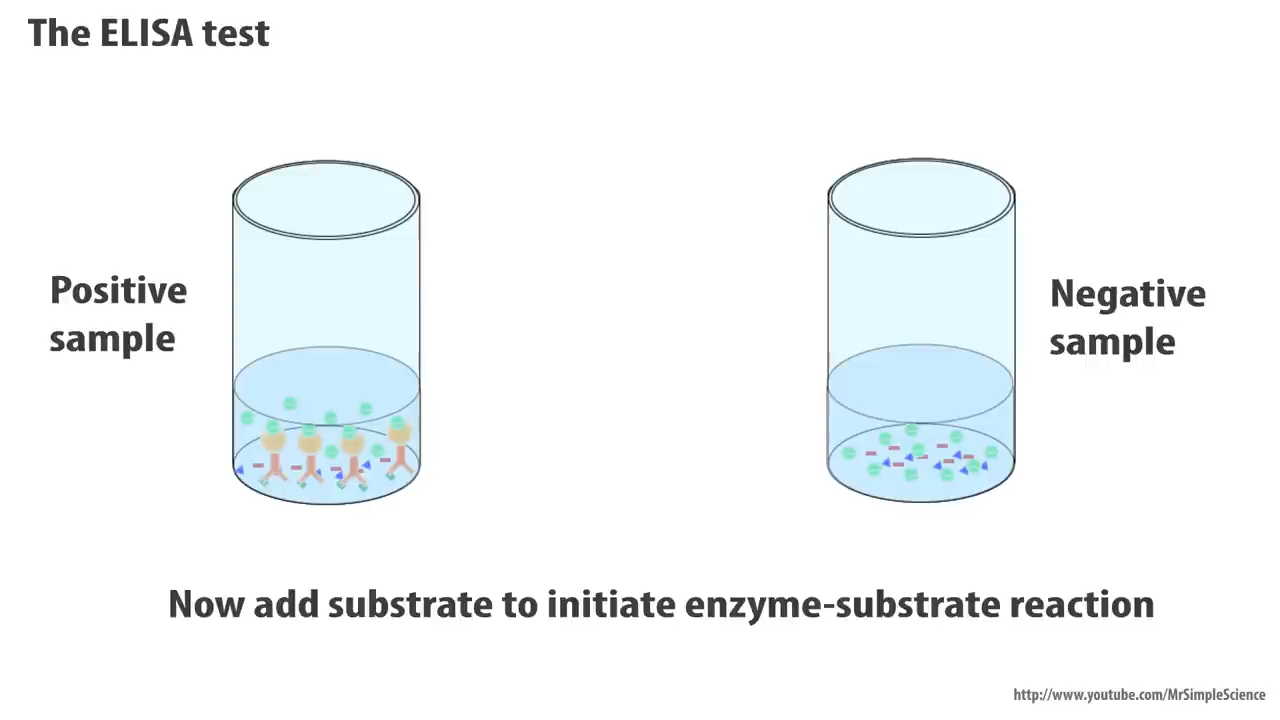 The ELISA test
Positive
sample
Negative
sample
Now add substrate to initiate enzyme-substrate reaction
http://www.youtube.com/MrSimpleScience